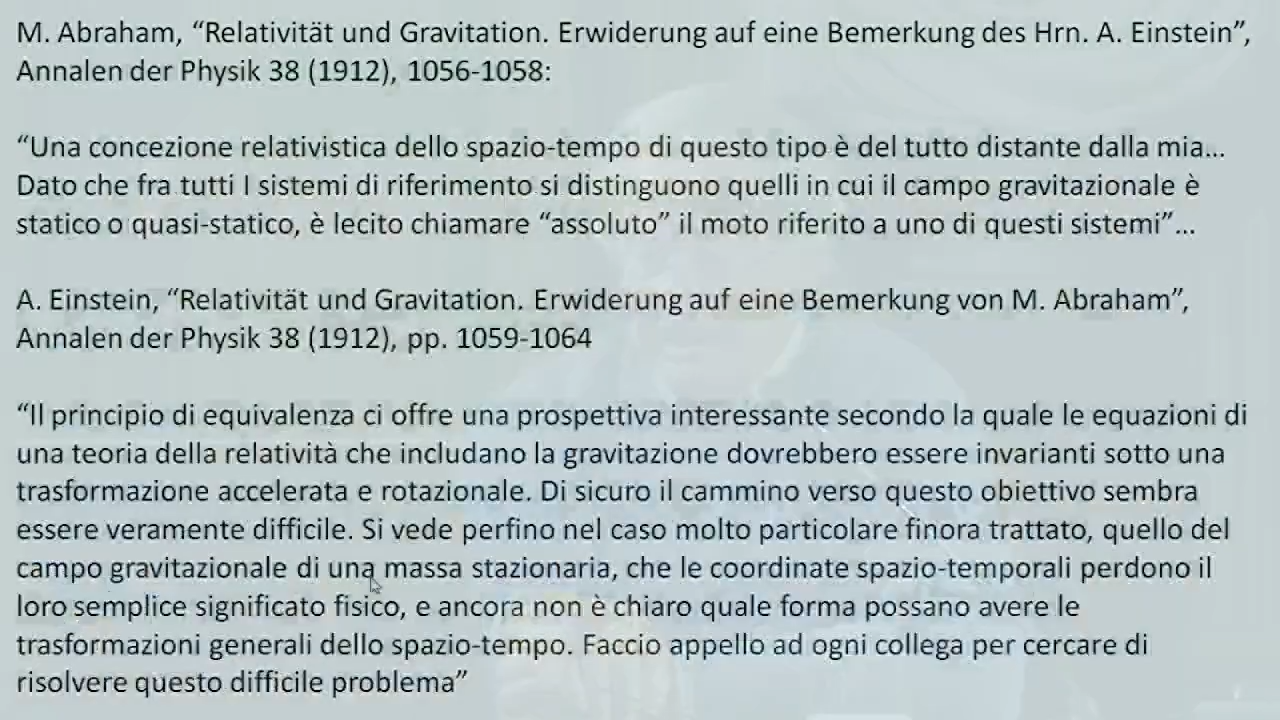 M. Abraham, “Relativität und Gravitation. Erwiderung auf eine Bemerkung des Hrn. A. Einstein”,
Annalen der Physik 38 (1912), 1056-1058:
“Una concezione relativistica dello spazio-tempo di questo tipo è del tutto distante dalla mia...
Dato che fra tutti I sistemi di riferimento si distinguono quelli in cui il campo gravitazionale è
statico o quasi-statico, è lecito chiamare “assoluto” il moto riferito a uno di questi sistemi”...
A. Einstein, “Relativität und Gravitation. Erwiderung auf eine Bemerkung von M. Abraham”,
Annalen der Physik 38 (1912), pp. 1059-1064
“Il principio di equivalenza ci offre una prospettiva interessante secondo la quale le equazioni di
una teoria della relatività che includano la gravitazione dovrebbero essere invarianti sotto una
trasformazione accelerata e rotazionale. Di sicuro il cammino verso questo obiettivo sembra
essere veramente difficile. Si vede perfino nel caso molto particolare finora trattato, quello del
campo gravitazionale di una massa stazionaria, che le coordinate spazio-temporali perdono il
loro semplice significato fisico, e ancora non è chiaro quale forma possano avere le
trasformazioni generali dello spazio-tempo. Faccio appello ad ogni collega per cercare di
risolvere questo difficile problema”